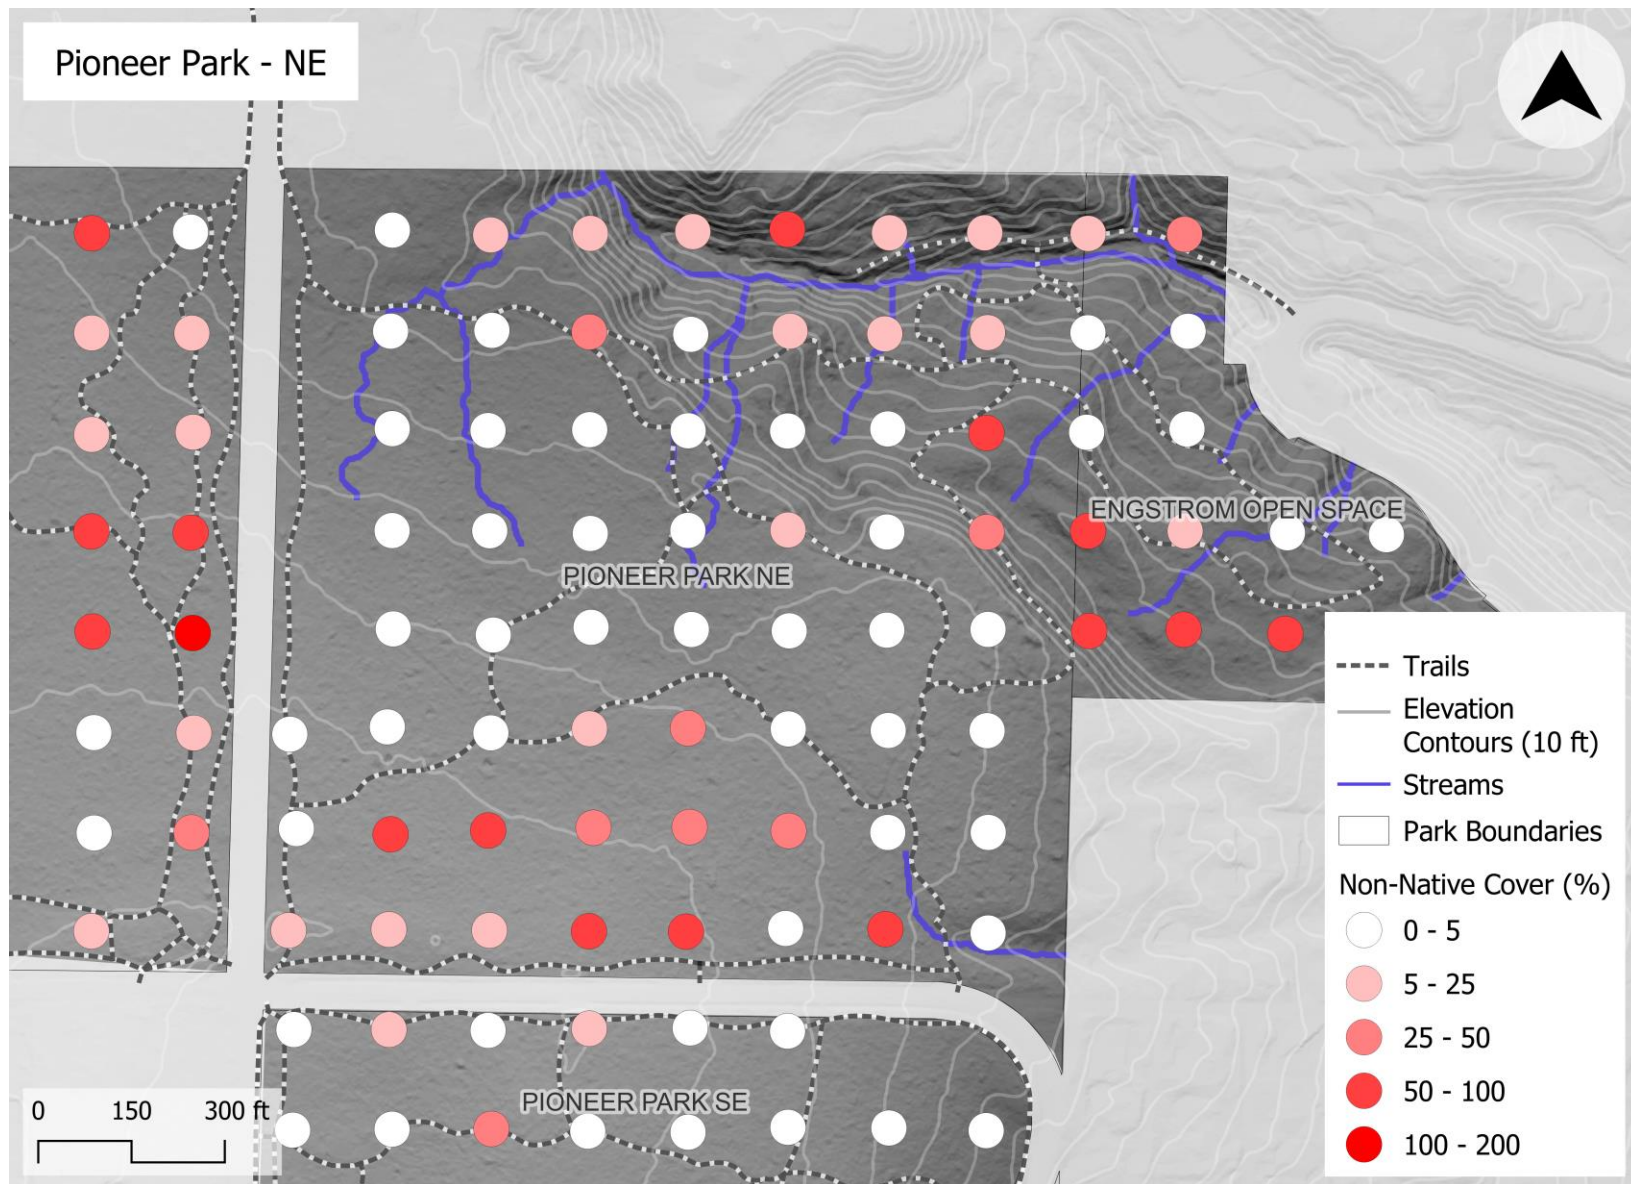 Pioneer Park - NE
ENGSTROM OPEN SPACE
PIONEER PARK NE
PIONEER PARK SE
0 150 300 ft
Trails
Elevation
Contours (10 ft)
Streams
Park Boundaries
Non-Native Cover (%)
0 - 5
5 - 25
25 - 50
50 - 100
100 - 200